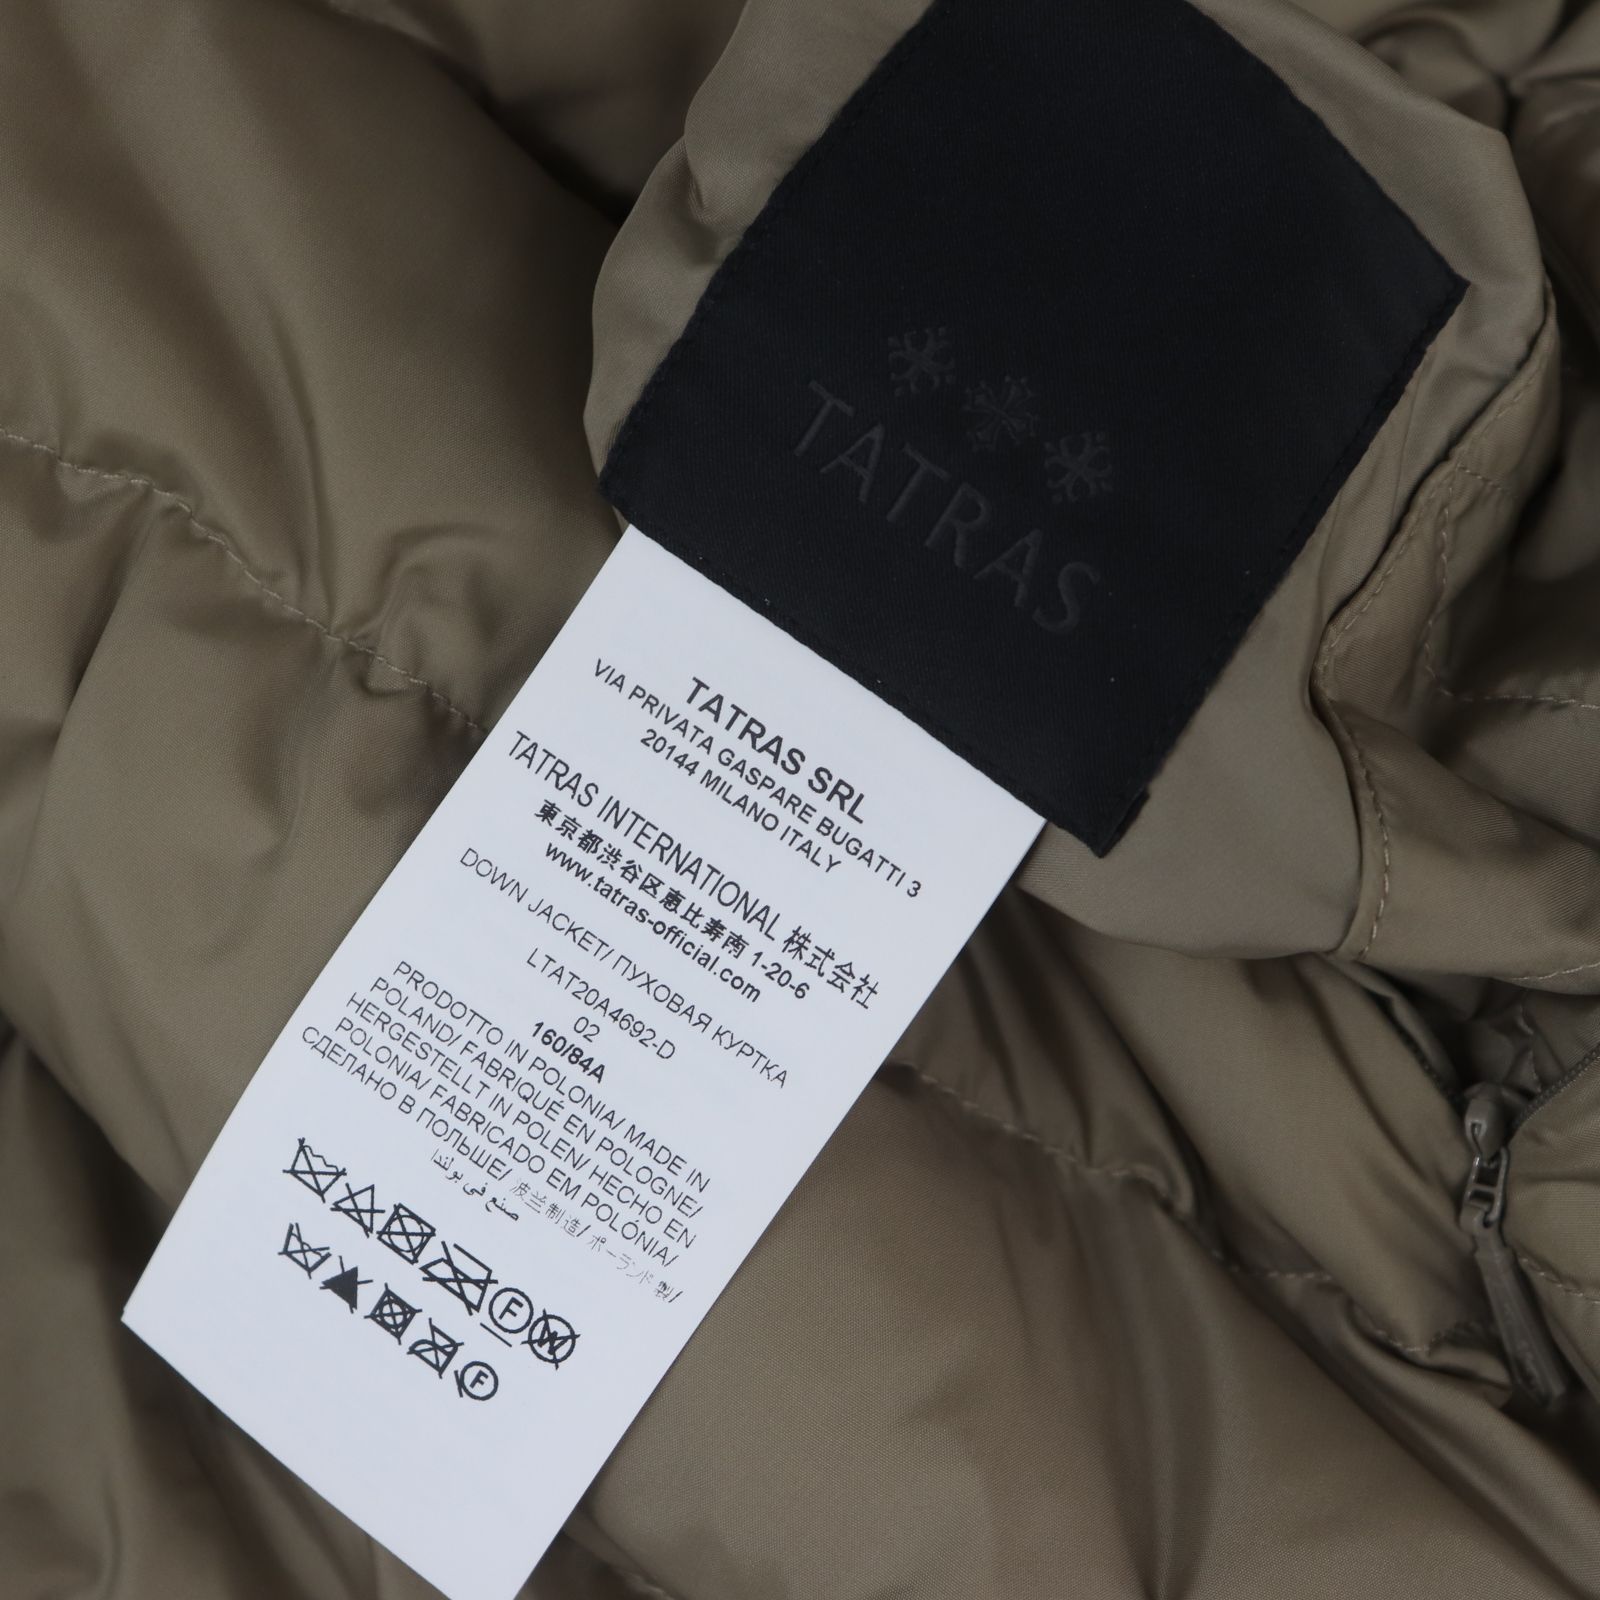 TATRAS
TATRAS SRL
VIA PRIVATA GASPARE BUGATTI 3
20144 MILANO ITALY
TATRAS INTERNATIONAL 株式会社
東京都渋谷区恵比寿南 1-20-6
www.tatras-official.com
DOWN JACKET/ ПУХОВАЯ КУРТКА
LTAT20A4692-D
02
160/84A
PRODOTTO IN POLONIA/ MADE IN
POLAND/ FABRIQUÉ EN POLOGNE/
HERGESTELLT IN POLEN/ HECHO EN
POLONIA/ FABRICADO EM POLÓNIA/
СДЕЛАНО В ПОЛЬШЕ/ 波兰制造/ ポーランド製/
صنع في بولندا
F W
F